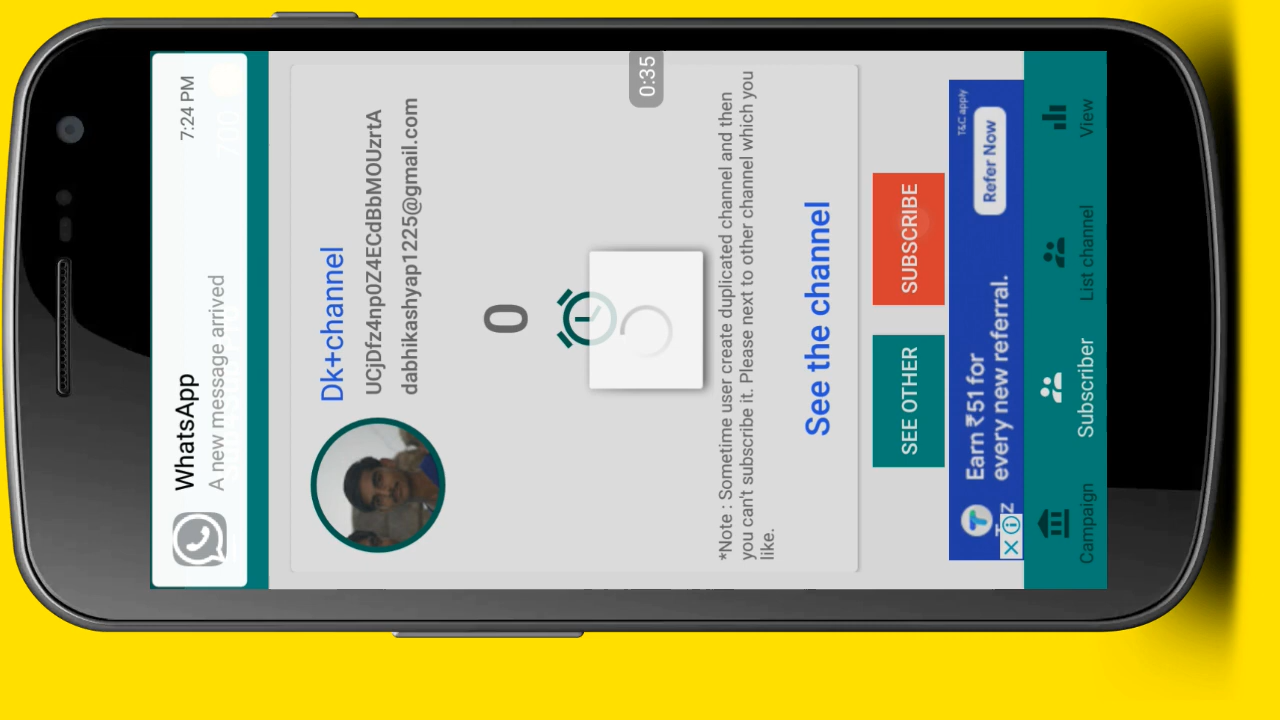 WhatsApp
7:24 PM
A new message arrived
Dk+channel
UCjDfz4np0Z4ECdBbMOUzrtA
dabhikashyap1225@gmail.com
0
0:35
*Note : Sometime user create duplicated channel and then
you can't subscribe it. Please next to other channel which you
like.
See the channel
SEE OTHER
SUBSCRIBE
Earn ₹51 for
every new referral.
Refer Now
T&C apply
Campaign
Subscriber
List channel
View